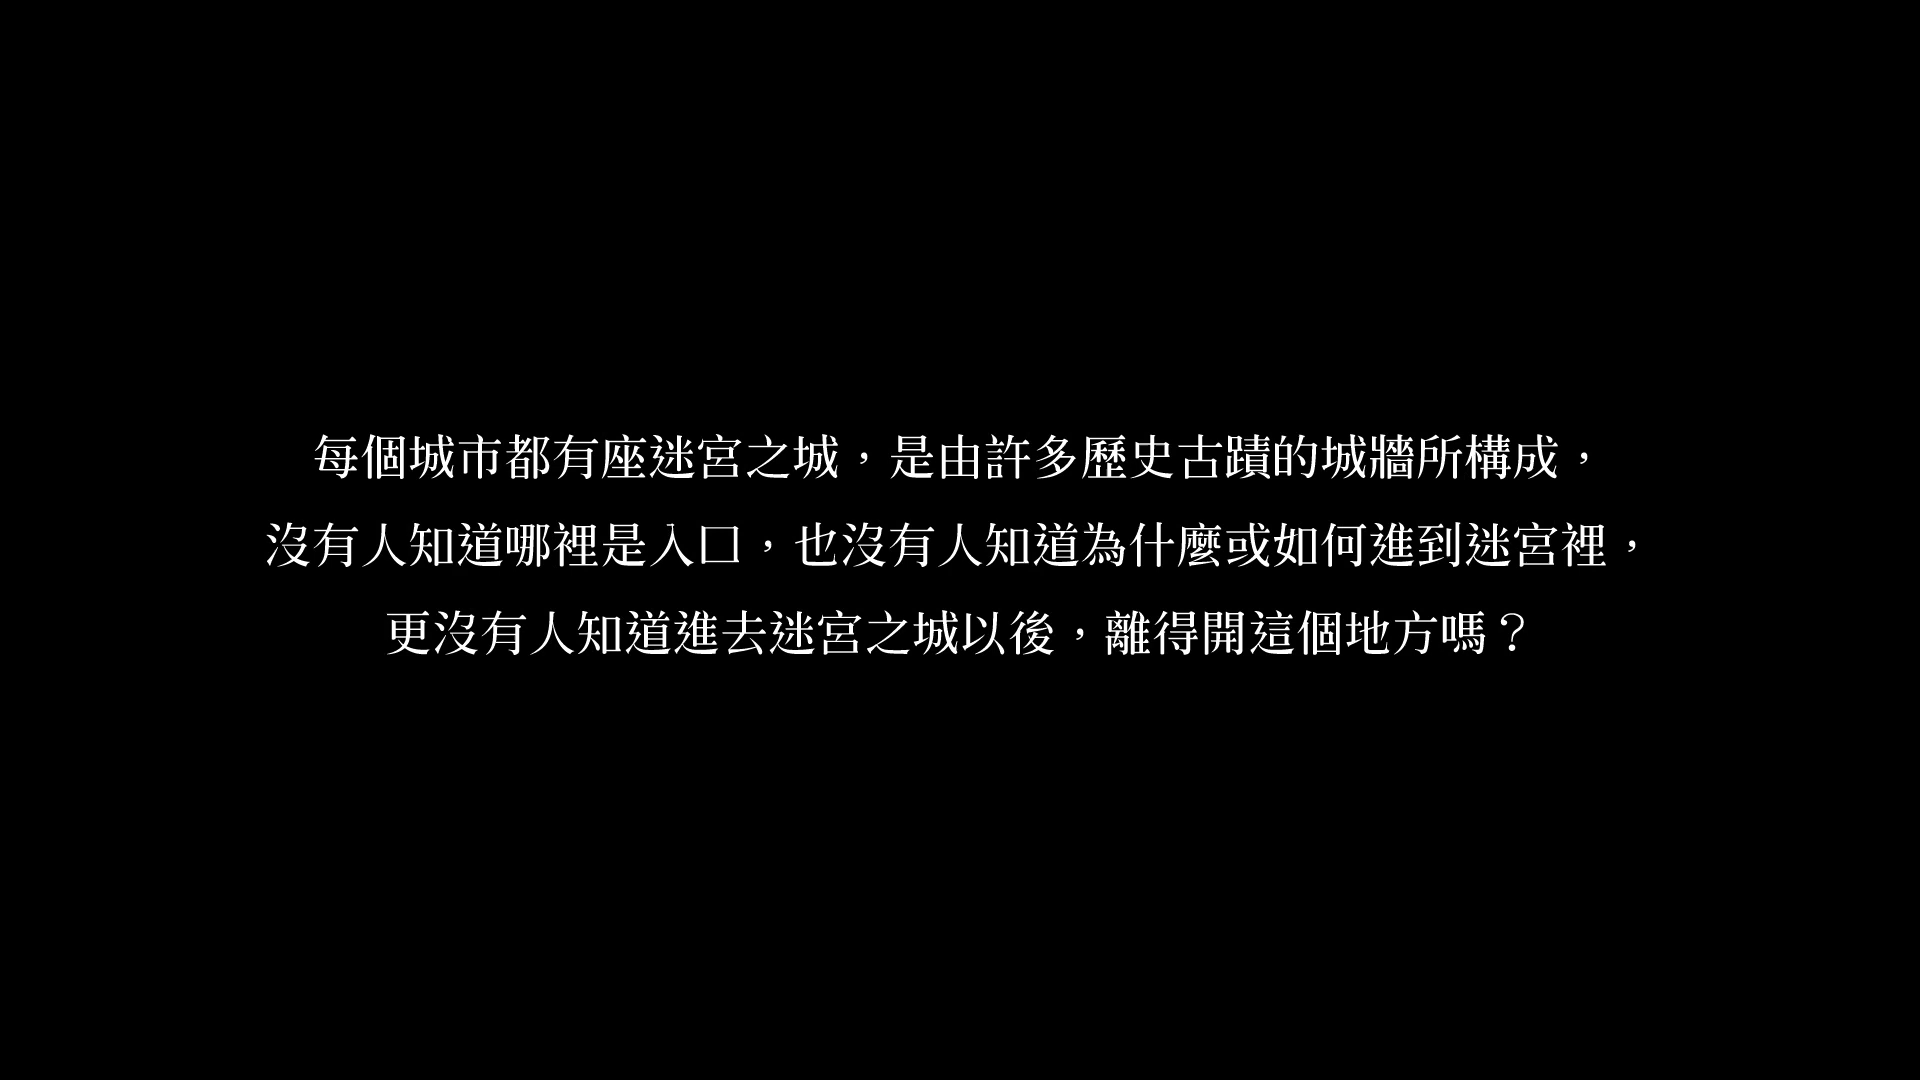 每個城市都有座迷宮之城，是由許多歷史古蹟的城牆所構成，
沒有人知道哪裡是入口，也沒有人知道為什麼或如何進到迷宮裡，
更沒有人知道進去迷宮之城以後，離得開這個地方嗎？